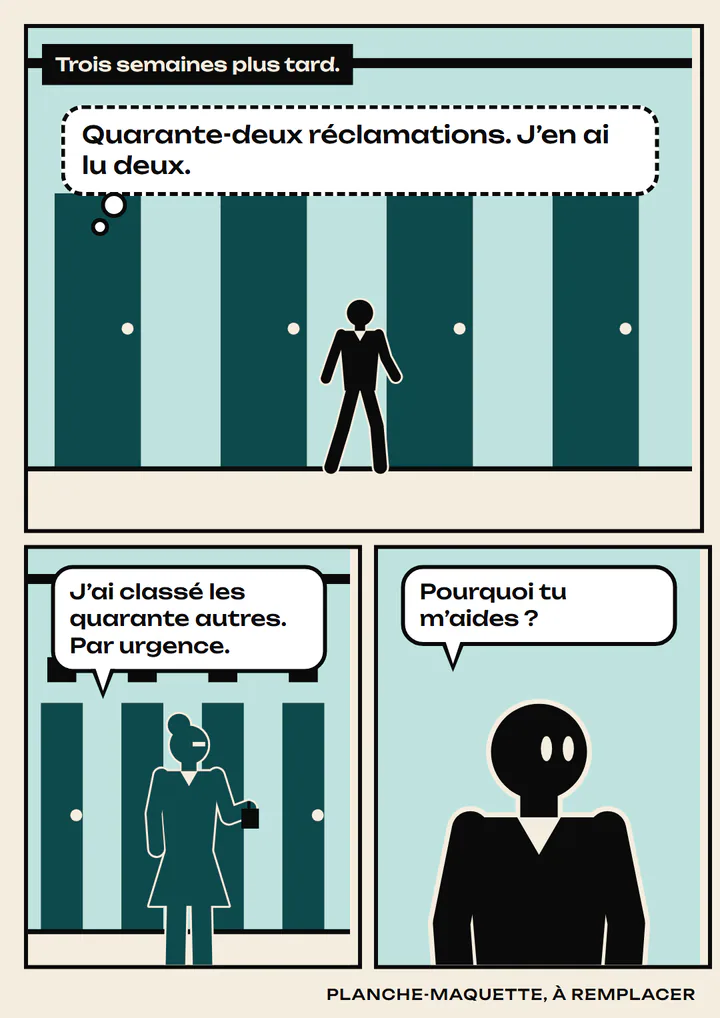 Trois semaines plus tard.
Quarante-deux réclamations. J’en ai
lu deux.
J’ai classé les
quarante autres.
Par urgence.
Pourquoi tu
m’aides ?
PLANCHE-MAQUETTE, À REMPLACER